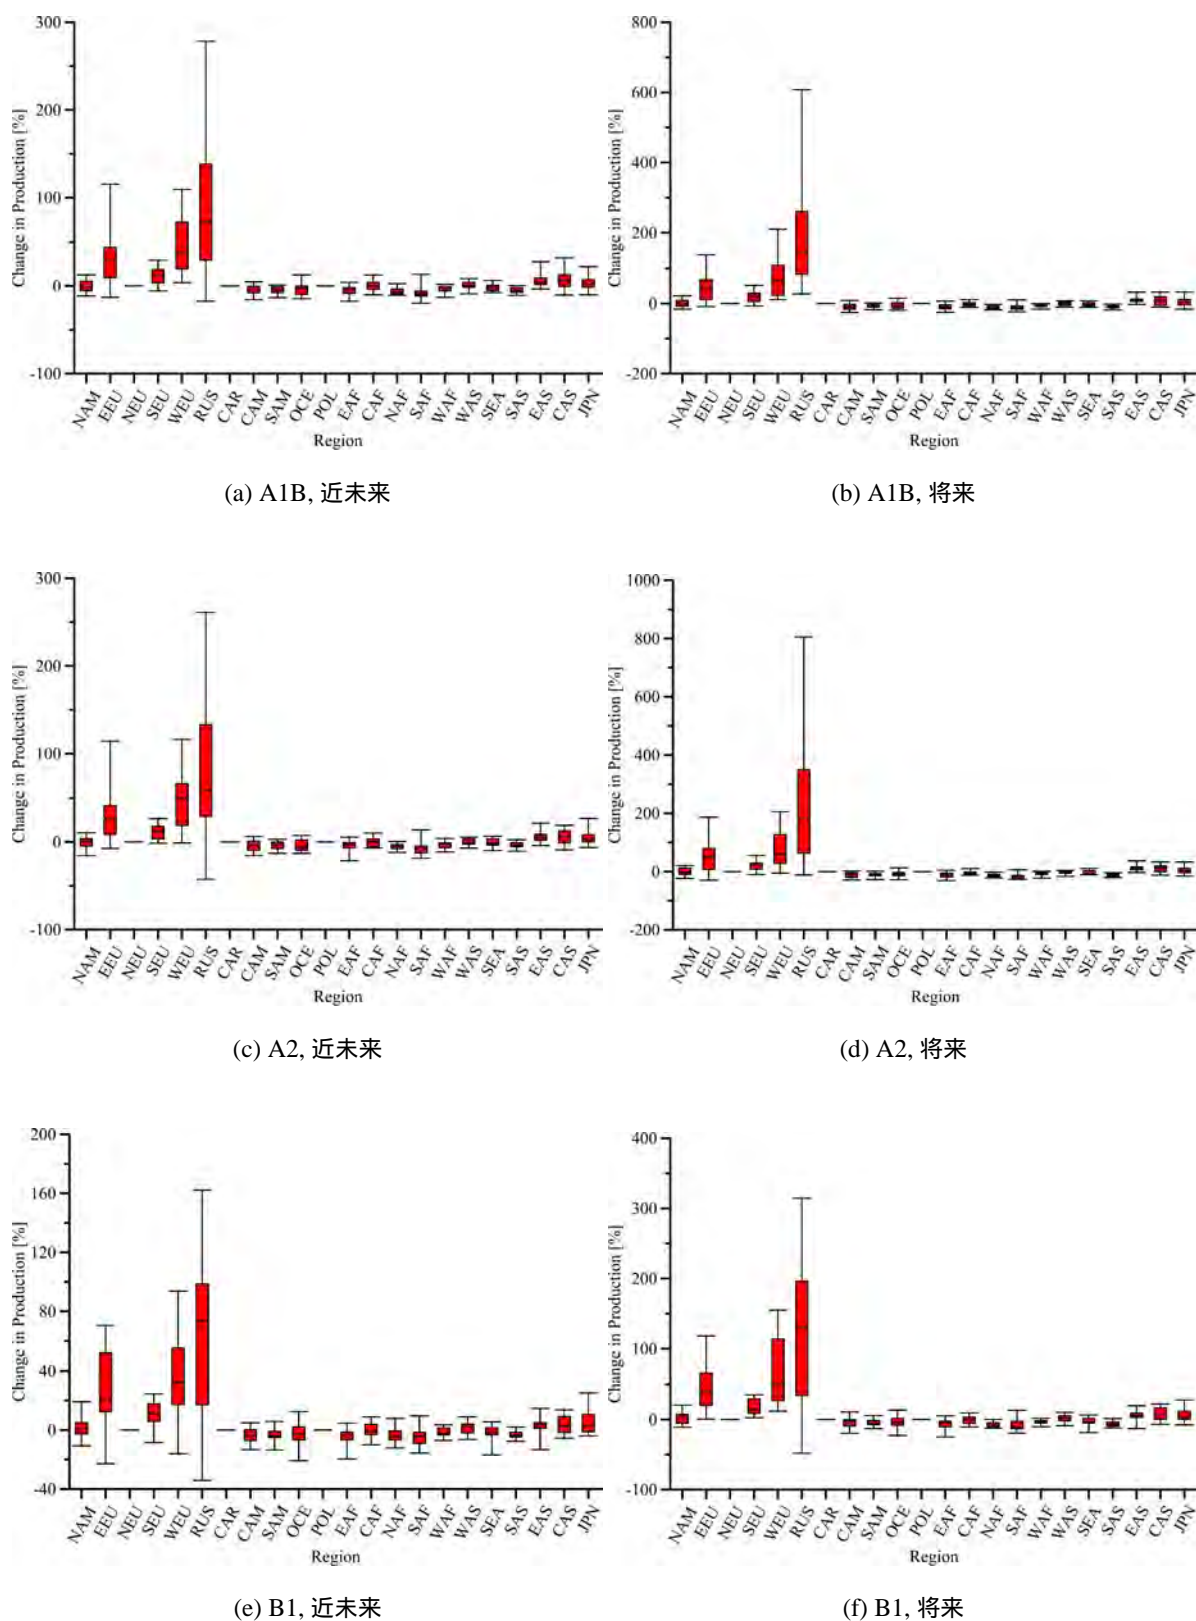 300
200
100
0
-100
Change in Production [%]
NAM EEU NEU SEU WEU RUS CAR CAM SAM OCE POL EAF CAF NAF SAF WAF WAS SEA SAS EAS CAS JPN
Region
(a) A1B, 近未来
800
600
400
200
0
-200
Change in Production [%]
NAM EEU NEU SEU WEU RUS CAR CAM SAM OCE POL EAF CAF NAF SAF WAF WAS SEA SAS EAS CAS JPN
Region
(b) A1B, 将来
300
200
100
0
-100
Change in Production [%]
NAM EEU NEU SEU WEU RUS CAR CAM SAM OCE POL EAF CAF NAF SAF WAF WAS SEA SAS EAS CAS JPN
Region
(c) A2, 近未来
1000
800
600
400
200
0
-200
Change in Production [%]
NAM EEU NEU SEU WEU RUS CAR CAM SAM OCE POL EAF CAF NAF SAF WAF WAS SEA SAS EAS CAS JPN
Region
(d) A2, 将来
200
160
120
80
40
0
-40
Change in Production [%]
NAM EEU NEU SEU WEU RUS CAR CAM SAM OCE POL EAF CAF NAF SAF WAF WAS SEA SAS EAS CAS JPN
Region
(e) B1, 近未来
400
300
200
100
0
-100
Change in Production [%]
NAM EEU NEU SEU WEU RUS CAR CAM SAM OCE POL EAF CAF NAF SAF WAF WAS SEA SAS EAS CAS JPN
Region
(f) B1, 将来